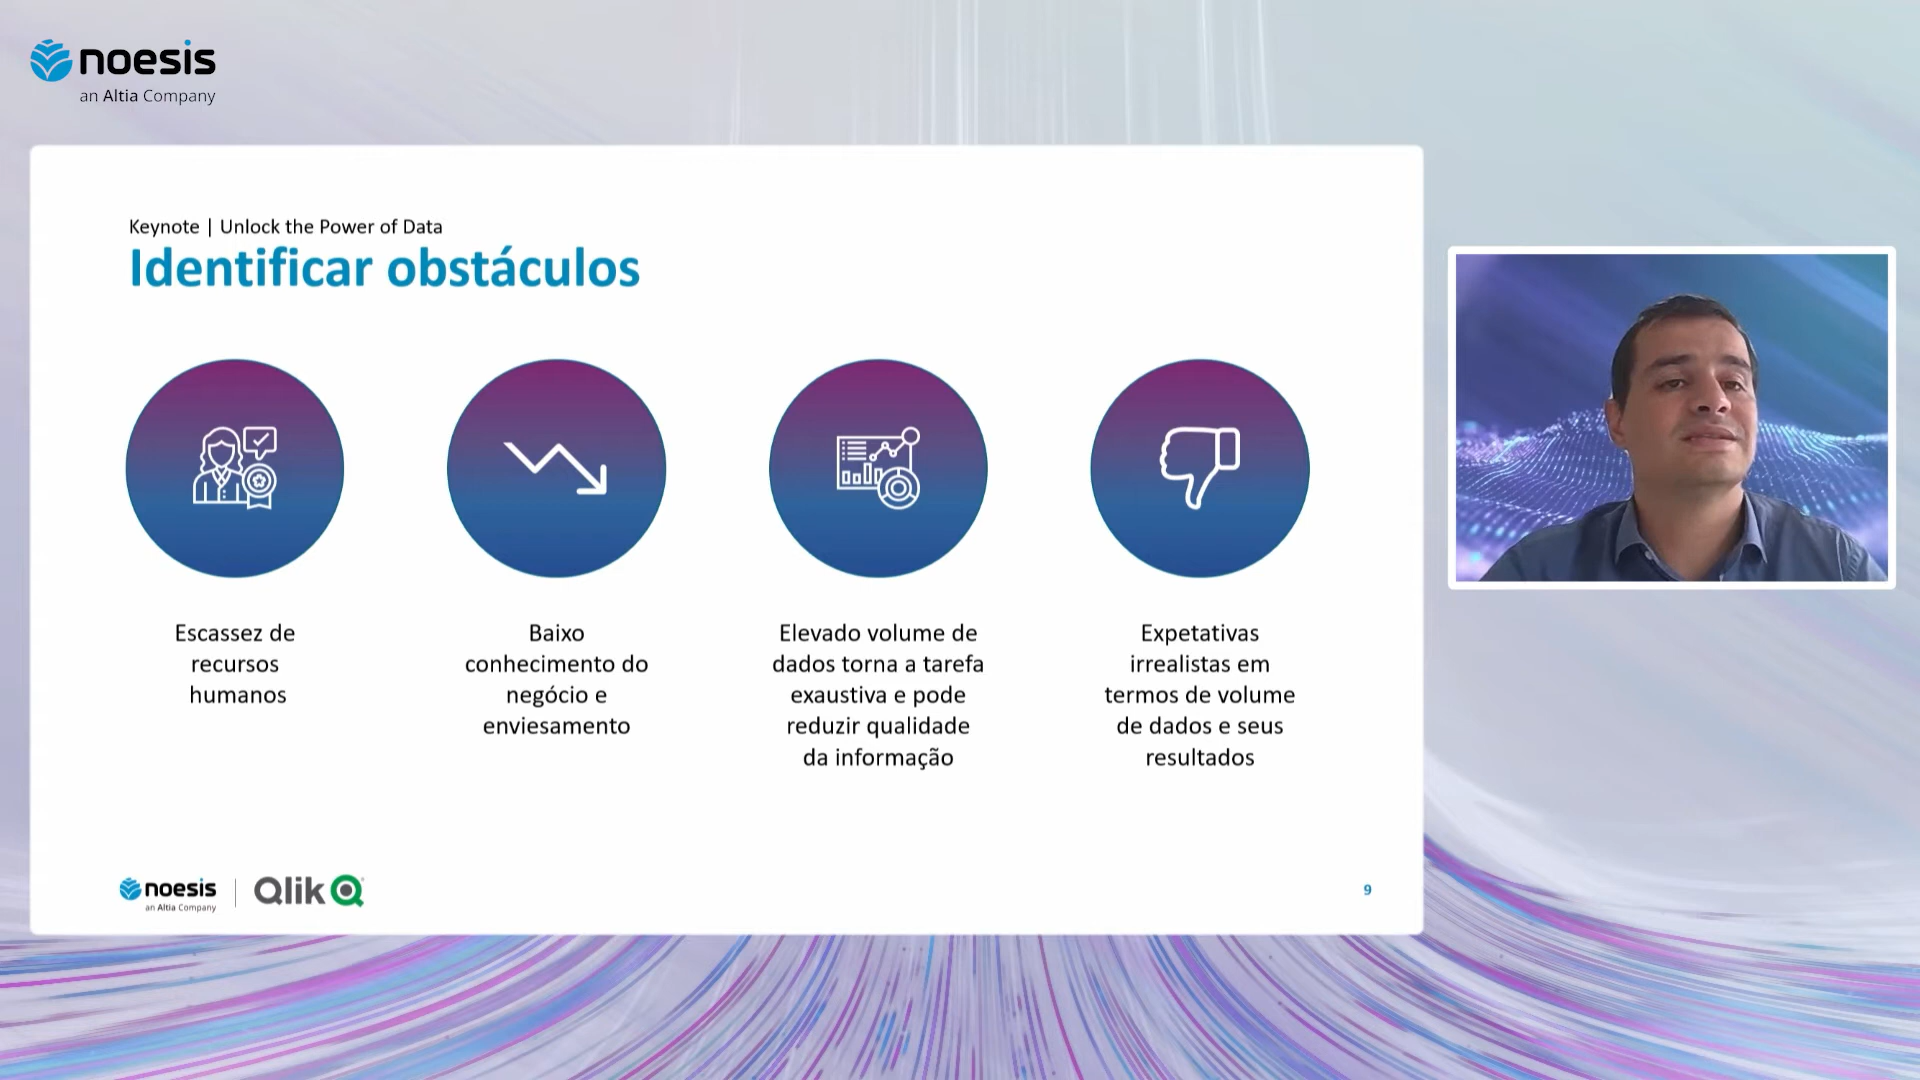 noesis
an Altia Company
Keynote | Unlock the Power of Data
Identificar obstáculos
Escassez de
recursos
humanos
Baixo
conhecimento do
negócio e
enviesamento
Elevado volume de
dados torna a tarefa
exaustiva e pode
reduzir qualidade
da informação
Expetativas
irrealistas em
termos de volume
de dados e seus
resultados
noesis
an Altia Company
Qlik
9